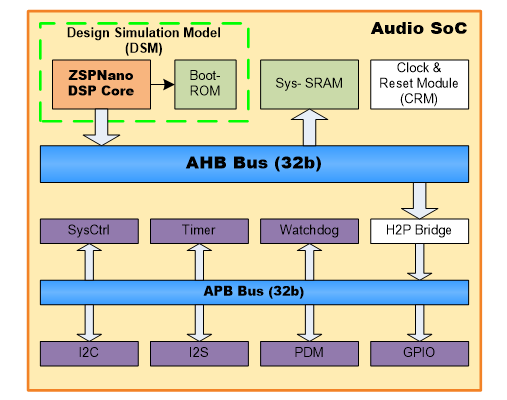 Design Simulation Model
(DSM)
Audio SoC
ZSPNano
DSP Core
Boot-
ROM
Sys- SRAM
Clock &
Reset Module
(CRM)
AHB Bus (32b)
SysCtrl
Timer
Watchdog
H2P Bridge
APB Bus (32b)
I2C
I2S
PDM
GPIO